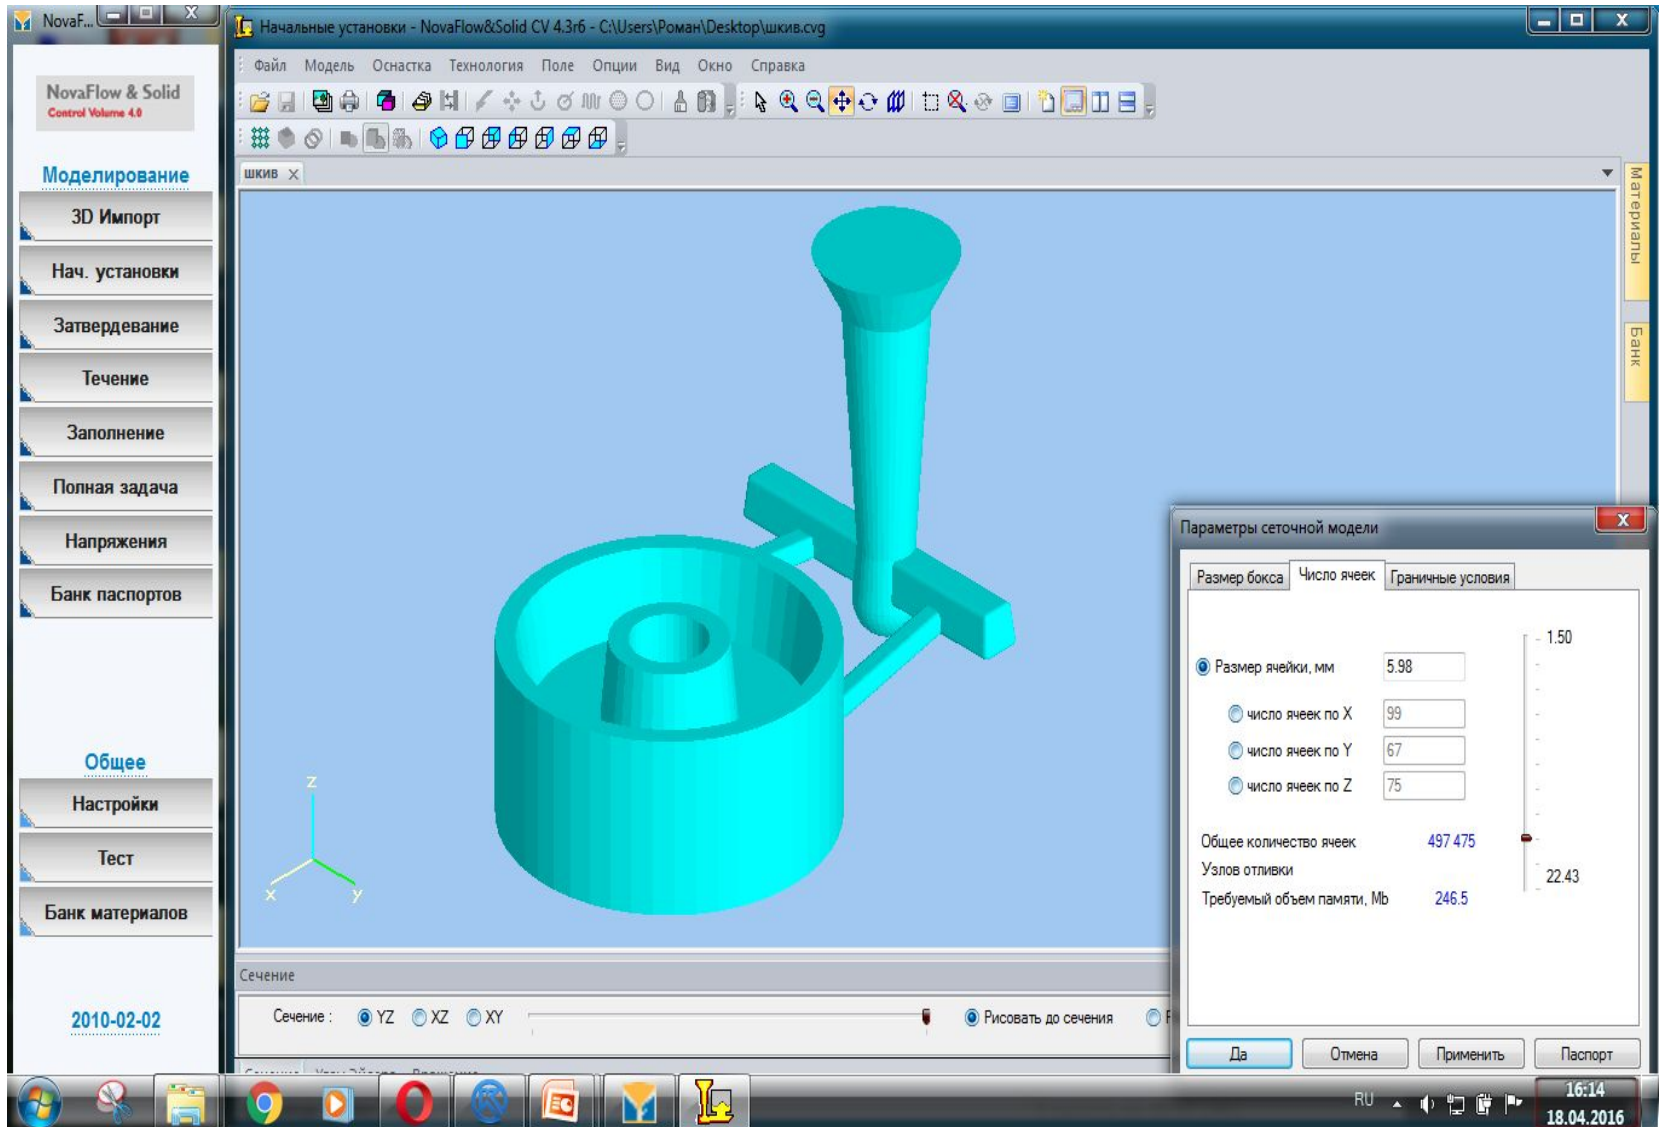 NovaF...
NovaFlow & Solid
Control Volume 4.0
Моделирование
3D Импорт
Нач. установки
Затвердевание
Течение
Заполнение
Полная задача
Напряжения
Банк паспортов
Общее
Настройки
Тест
Банк материалов
2010-02-02
Начальные установки - NovaFlow&Solid CV 4.3r6 - C:\Users\Роман\Desktop\шкив.cvg
Файл Модель Оснастка Технология Поле Опции Вид Окно Справка
шкив X
Материалы
Банк
z
x
y
Параметры сеточной модели
Размер бокса Число ячеек Граничные условия
Размер ячейки, мм 5.98
число ячеек по X 99
число ячеек по Y 67
число ячеек по Z 75
1.50
22.43
Общее количество ячеек 497 475
Узлов отливки
Требуемый объем памяти, Mb 246.5
Да Отмена Применить Паспорт
Сечение
Сечение : YZ XZ XY Рисовать до сечения
RU
16:14
18.04.2016